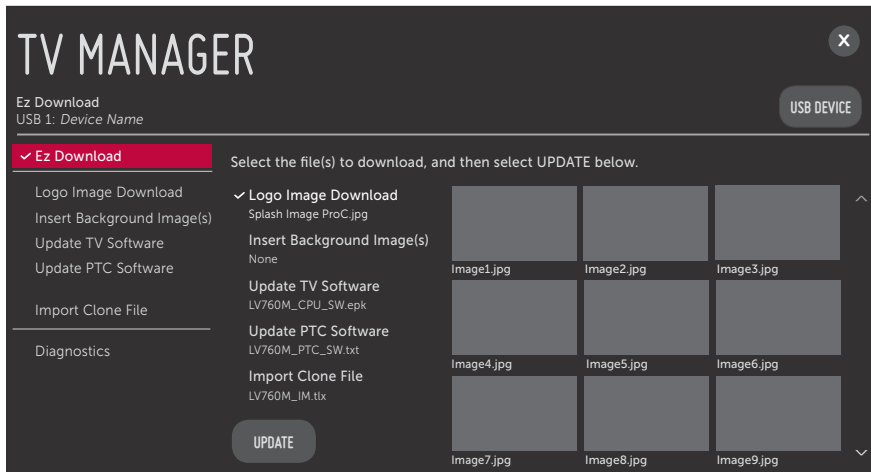 TV MANAGER
X
Ez Download
USB 1: Device Name
USB DEVICE
Ez Download
Logo Image Download
Insert Background Image(s)
Update TV Software
Update PTC Software
Import Clone File
Diagnostics
Select the file(s) to download, and then select UPDATE below.
Logo Image Download
Splash Image ProC.jpg
Insert Background Image(s)
None
Update TV Software
LV760M_CPU_SW.epk
Update PTC Software
LV760M_PTC_SW.txt
Import Clone File
LV760M_IM.tlx
UPDATE
Image1.jpg
Image2.jpg
Image3.jpg
Image4.jpg
Image5.jpg
Image6.jpg
Image7.jpg
Image8.jpg
Image9.jpg